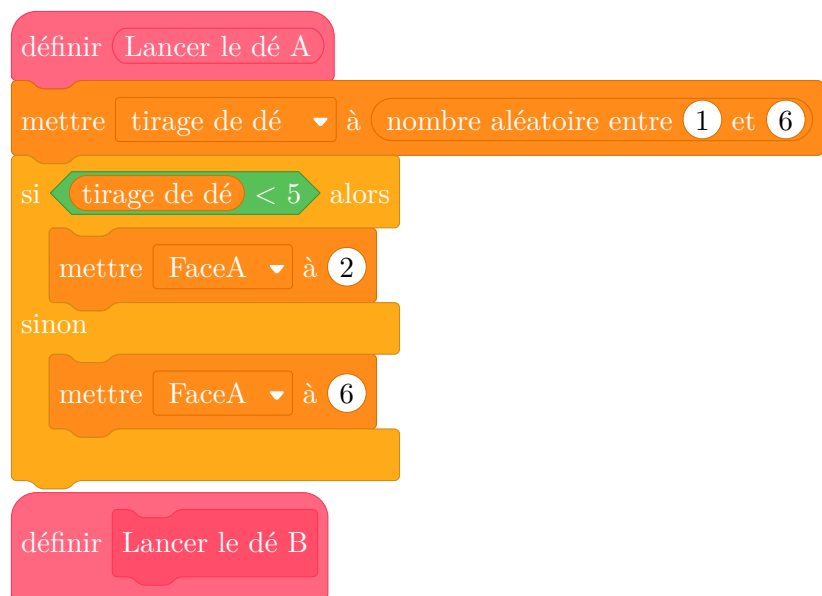 définir Lancer le dé A
mettre tirage de dé à nombre aléatoire entre 1 et 6
si tirage de dé < 5 alors
mettre FaceA à 2
sinon
mettre FaceA à 6
définir Lancer le dé B